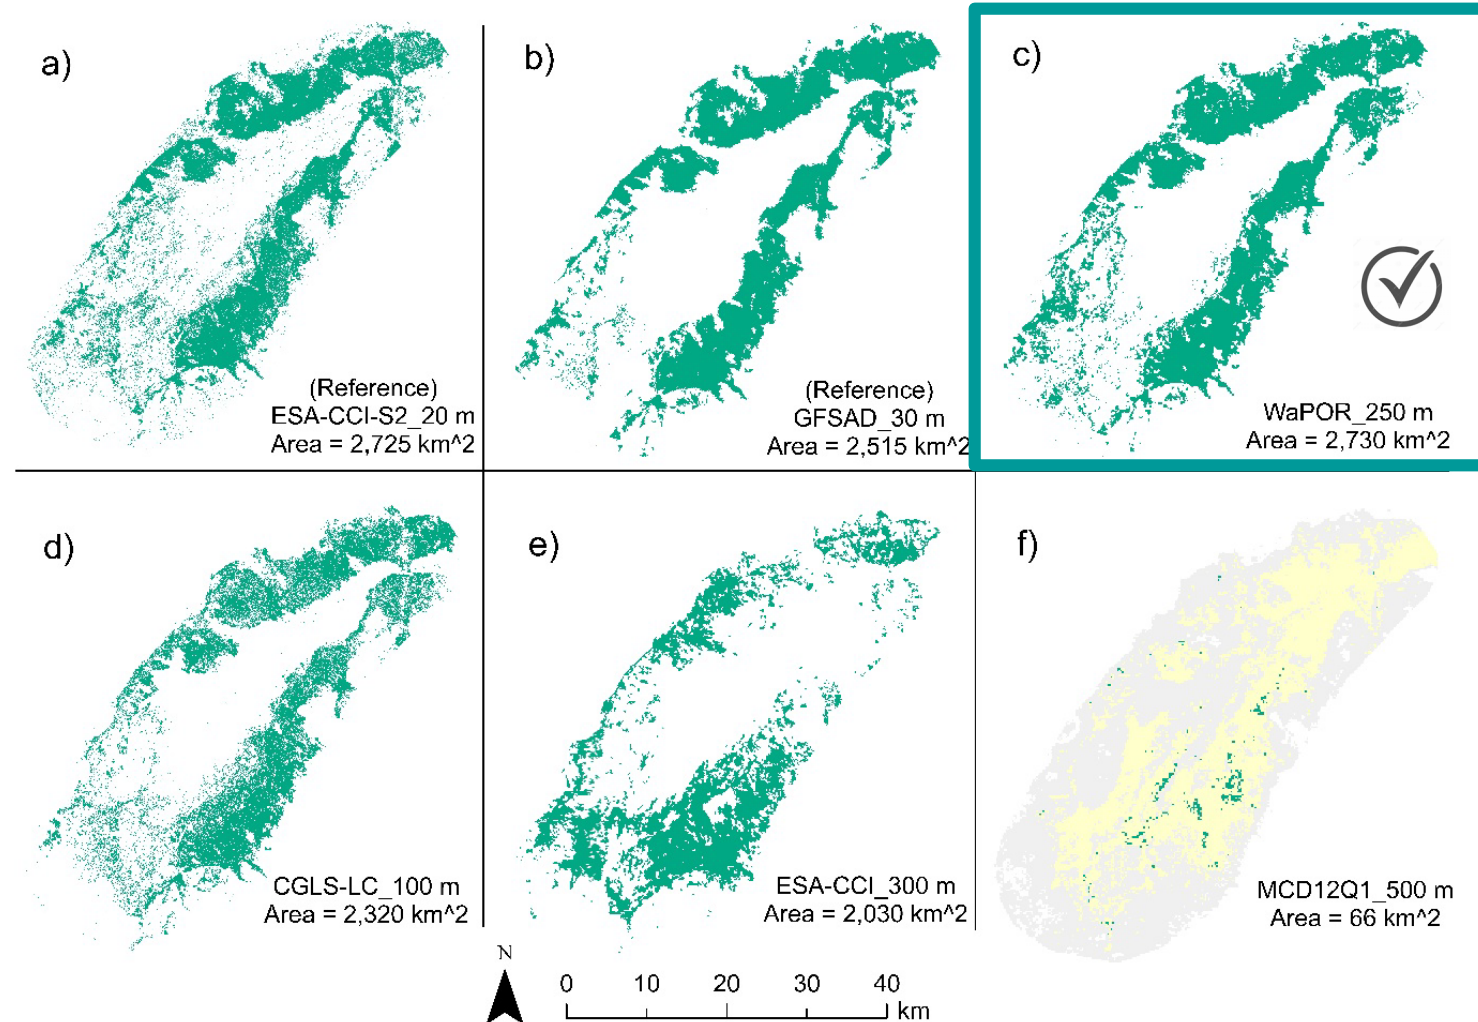 a)
(Reference)
ESA-CCI-S2_20 m
Area = 2,725 km^2
b)
(Reference)
GFSAD_30 m
Area = 2,515 km^2
c)
WaPOR_250 m
Area = 2,730 km^2
d)
CGLS-LC_100 m
Area = 2,320 km^2
e)
ESA-CCI_300 m
Area = 2,030 km^2
f)
MCD12Q1_500 m
Area = 66 km^2
N
0 10 20 30 40
km